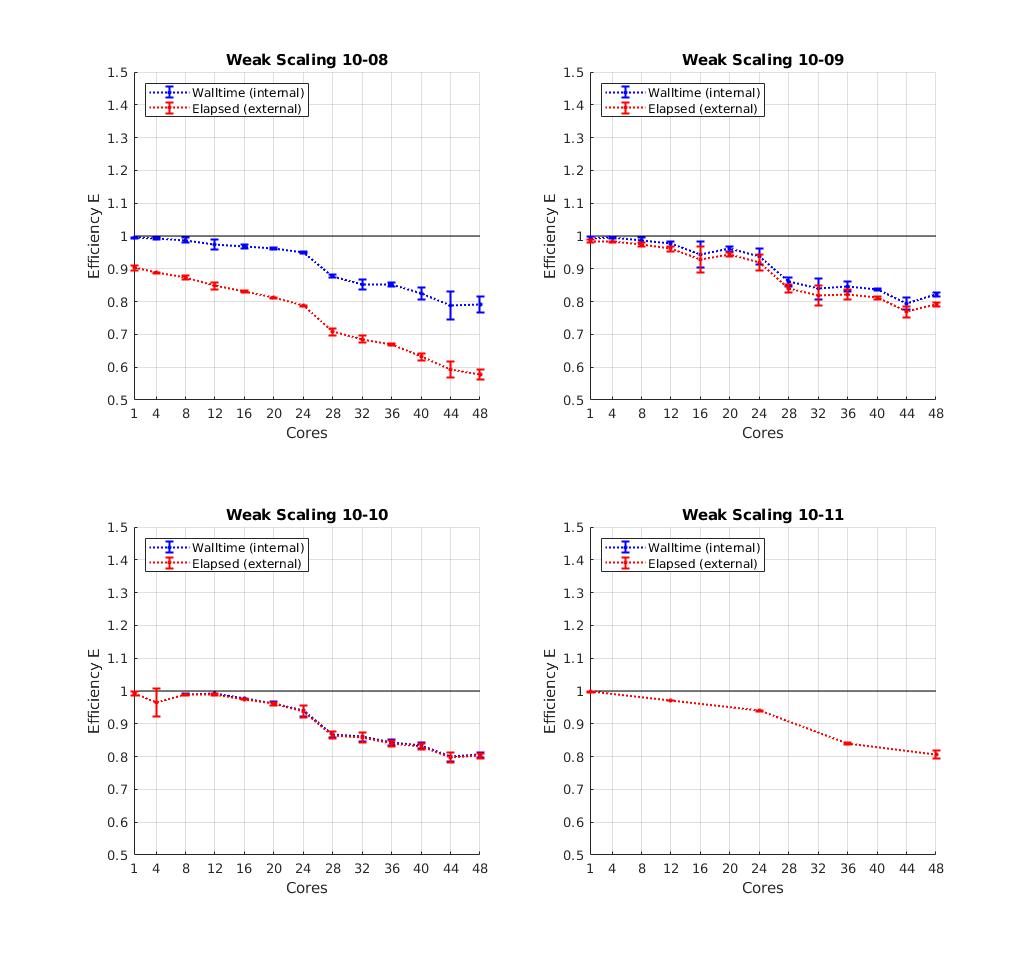 Weak Scaling 10-08
1.5
1.4
1.3
1.2
1.1
1
0.9
0.8
0.7
0.6
0.5
Efficiency E
Walltime (internal)
Elapsed (external)
1 4 8 12 16 20 24 28 32 36 40 44 48
Cores
Weak Scaling 10-09
1.5
1.4
1.3
1.2
1.1
1
0.9
0.8
0.7
0.6
0.5
Efficiency E
Walltime (internal)
Elapsed (external)
1 4 8 12 16 20 24 28 32 36 40 44 48
Cores
Weak Scaling 10-10
1.5
1.4
1.3
1.2
1.1
1
0.9
0.8
0.7
0.6
0.5
Efficiency E
Walltime (internal)
Elapsed (external)
1 4 8 12 16 20 24 28 32 36 40 44 48
Cores
Weak Scaling 10-11
1.5
1.4
1.3
1.2
1.1
1
0.9
0.8
0.7
0.6
0.5
Efficiency E
Walltime (internal)
Elapsed (external)
1 4 8 12 16 20 24 28 32 36 40 44 48
Cores